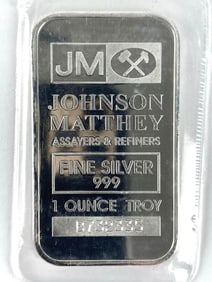 JM
JOHNSON
MATTHEY
ASSAYERS & REFINERS
FINE SILVER
999
1 OUNCE TROY